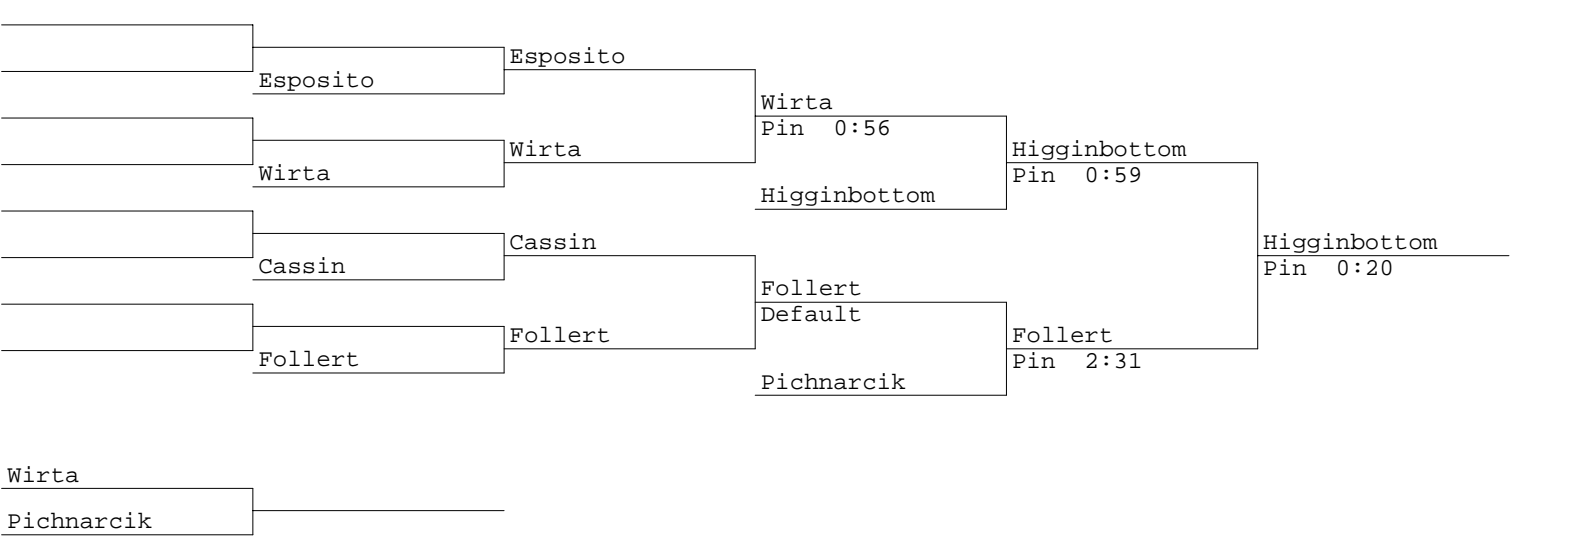 Esposito
Esposito
Wirta
Pin 0:56
Wirta
Higginbottom
Pin 0:59
Wirta
Higginbottom
Cassin
Higginbottom
Pin 0:20
Cassin
Follert
Default
Follert
Follert
Pin 2:31
Follert
Pichnarcik
Wirta
Pichnarcik